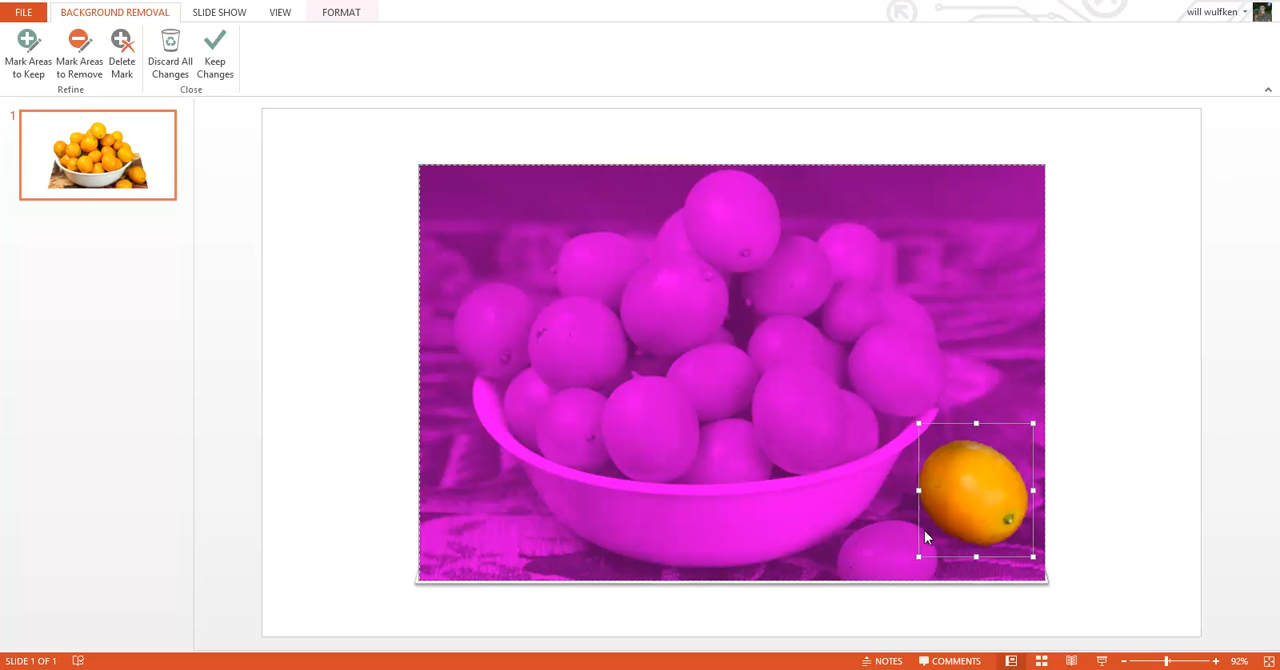 FILE BACKGROUND REMOVAL SLIDE SHOW VIEW FORMAT will wulfken
Mark Areas to Keep
Mark Areas to Remove
Delete Mark
Discard All Changes
Keep Changes
Refine Close
1
SLIDE 1 OF 1 NOTES COMMENTS 92%